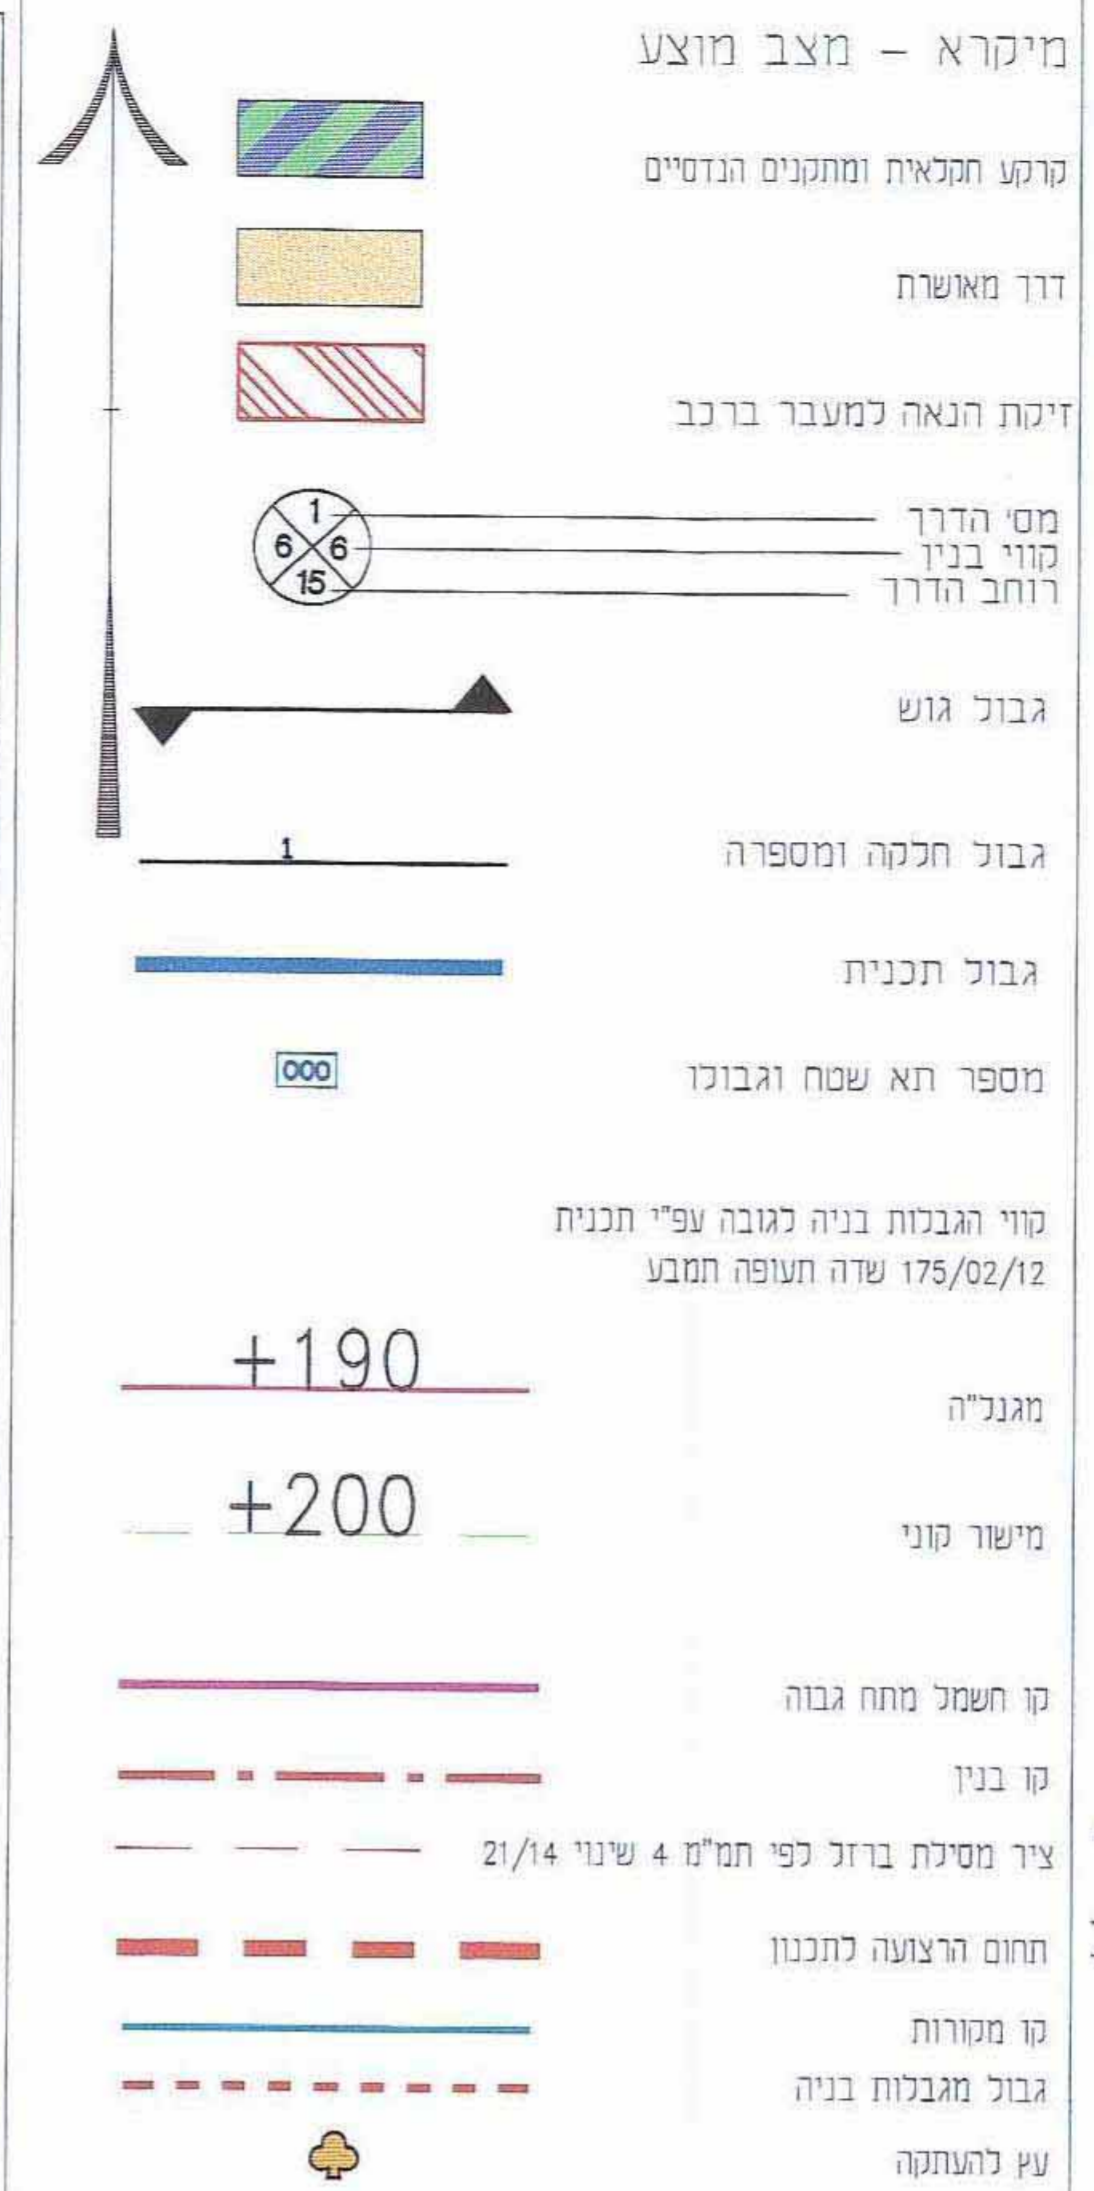 מיקרא - מצב מוצע
קרקע חקלאית ומתקנים הנדסיים
דרך מאושרת
זיקת הנאה למעבר ברכב
מס' הדרך
קווי בנין
רוחב הדרך
1
6 6
15
גבול גוש
גבול חלקה ומספרה
1
גבול תכנית
מספר תא שטח וגבולו
000
קווי הגבלות בניה לגובה עפ"י תכנית
175/02/12 שדה תעופה תמבע
מגנל"ה
+190
מישור קוני
+200
קו חשמל מתח גבוה
קו בנין
ציר מסילת ברזל לפי תמ"מ 4 שינוי 21/14
תחום הרצועה לתכנון
קו מקורות
גבול מגבלות בניה
עץ להעתקה